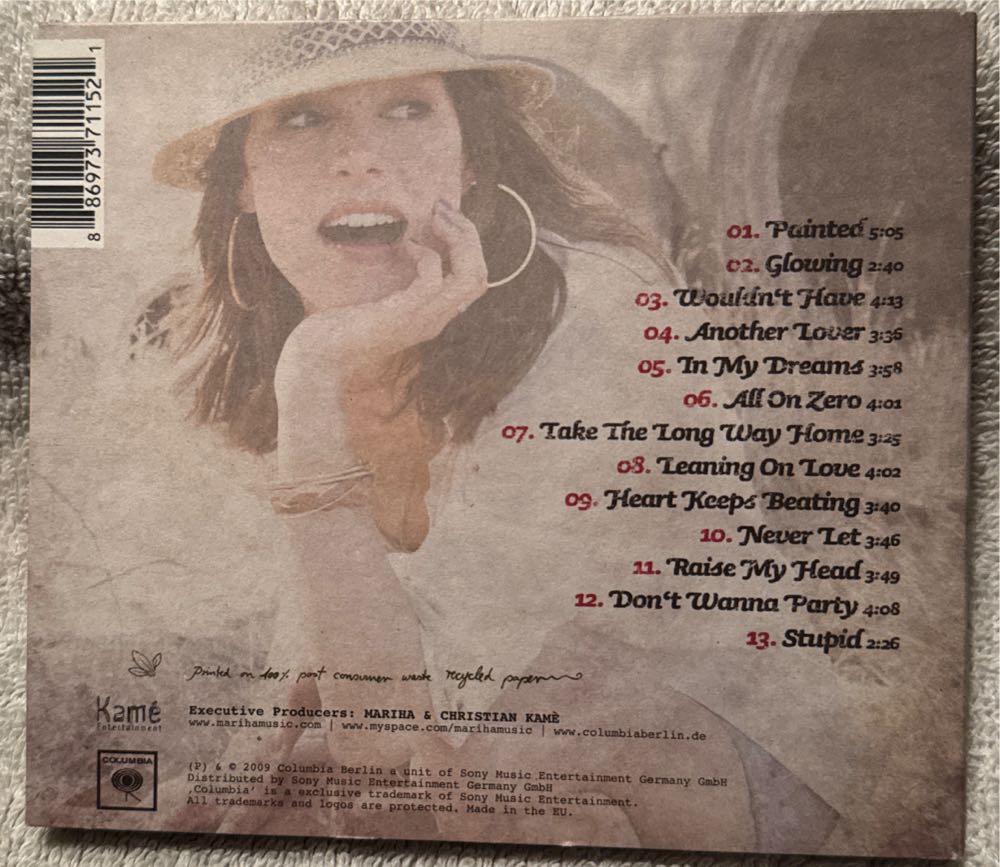 8 86973 71152 1
01. Painted 5:05
02. Glowing 2:40
03. Wouldn't Have 4:13
04. Another Lover 3:36
05. In My Dreams 3:58
06. All On Zero 4:01
07. Take The Long Way Home 3:25
08. Leaning On Love 4:02
09. Heart Keeps Beating 3:40
10. Never Let 3:46
11. Raise My Head 3:49
12. Don't Wanna Party 4:08
13. Stupid 2:26
Printed on 100% post consumer waste recycled paper
Kamé
Entertainment
Executive Producers: MARIHA & CHRISTIAN KAMÈ
www.marihamusic.com | www.myspace.com/marihamusic | www.columbiaberlin.de
COLUMBIA
(P) & © 2009 Columbia Berlin a unit of Sony Music Entertainment Germany GmbH
Distributed by Sony Music Entertainment Germany GmbH
‚Columbia' is a exclusive trademark of Sony Music Entertainment.
All trademarks and logos are protected. Made in the EU.